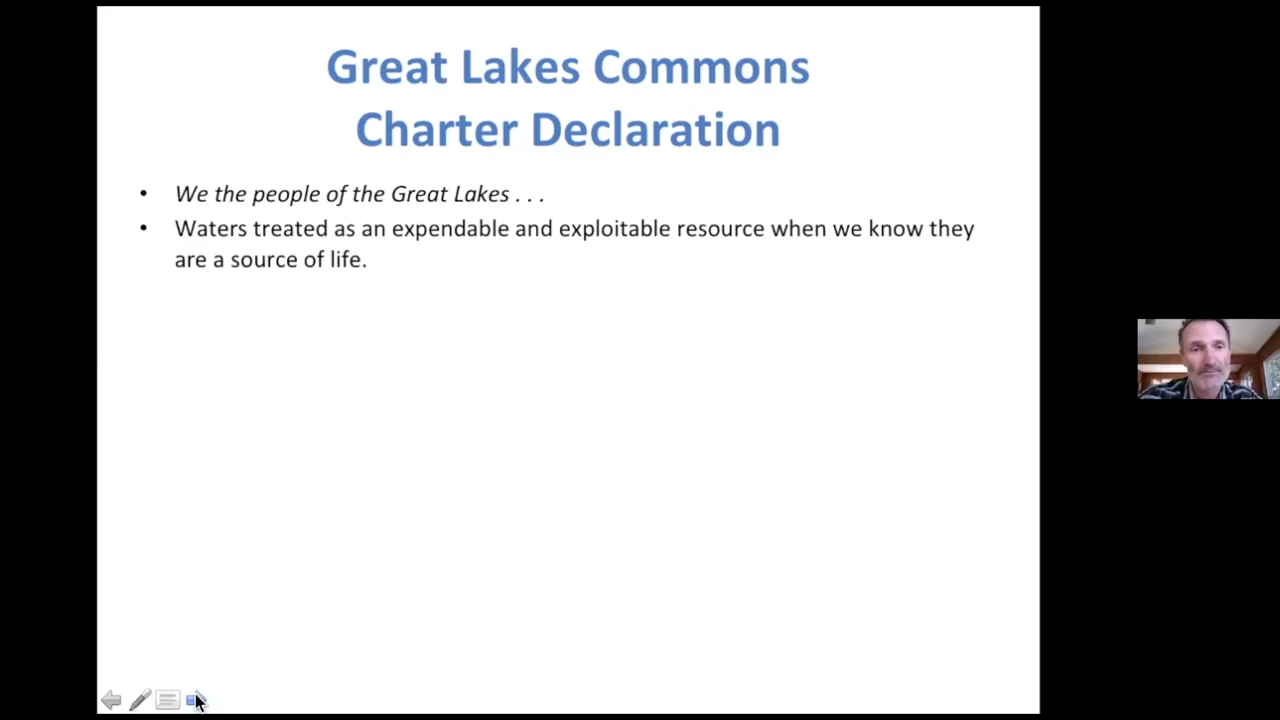 Great Lakes Commons
Charter Declaration
• We the people of the Great Lakes . . .
• Waters treated as an expendable and exploitable resource when we know they
are a source of life.